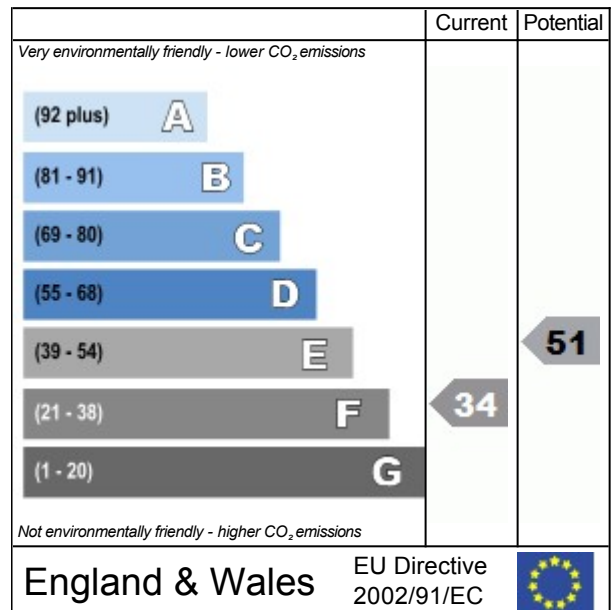 Current Potential
Very environmentally friendly - lower CO₂ emissions
(92 plus) A
(81 - 91) B
(69 - 80) C
(55 - 68) D
(39 - 54) E
51
(21 - 38) F
34
(1 - 20) G
Not environmentally friendly - higher CO₂ emissions
England & Wales
EU Directive
2002/91/EC